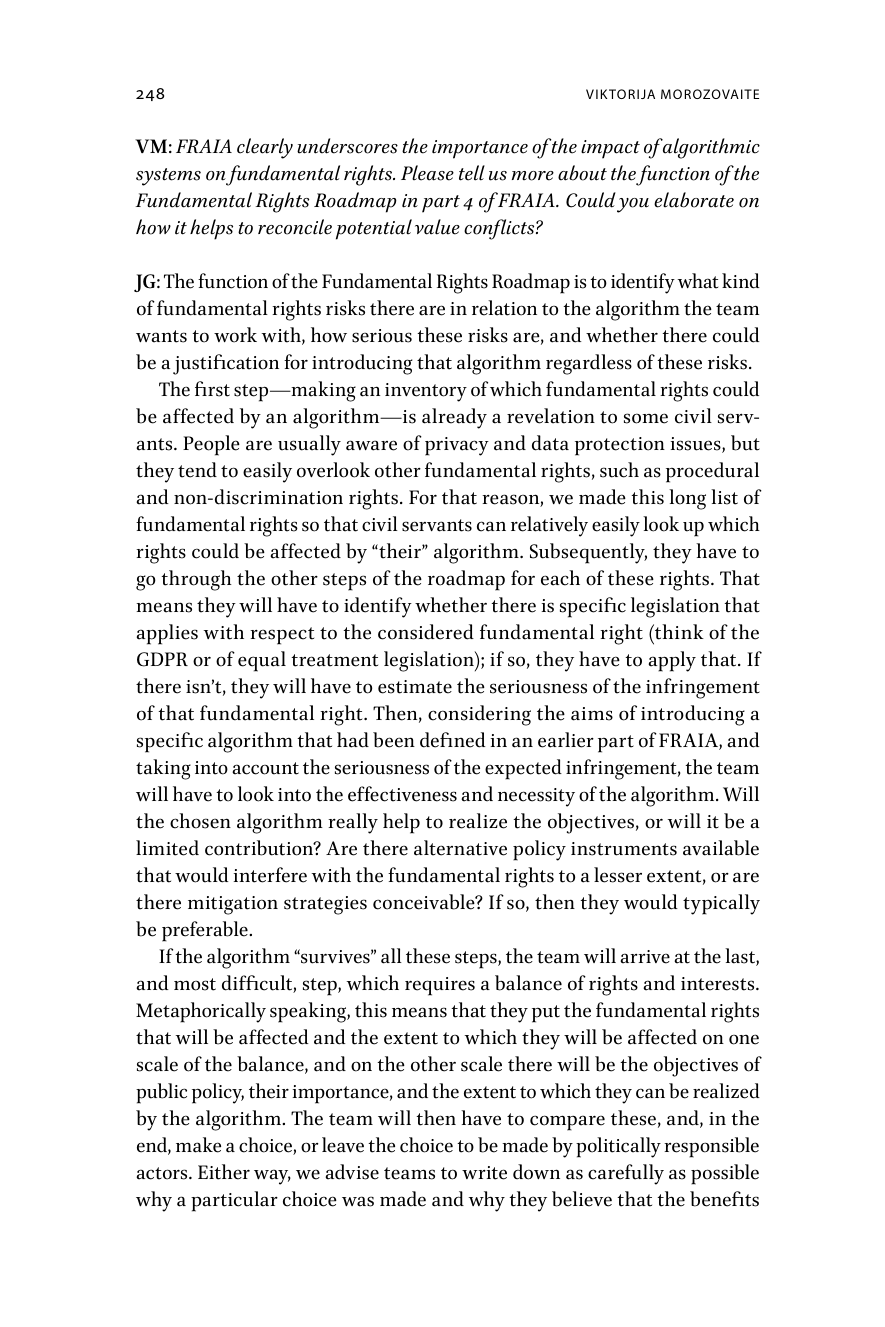 248
VIKTORIJA MOROZOVAITE
VM: FRAIA clearly underscores the importance of the impact of algorithmic
systems on fundamental rights. Please tell us more about the function of the
Fundamental Rights Roadmap in part 4 of FRAIA. Could you elaborate on
how it helps to reconcile potential value conflicts?
JG: The function of the Fundamental Rights Roadmap is to identify what kind
of fundamental rights risks there are in relation to the algorithm the team
wants to work with, how serious these risks are, and whether there could
be a justification for introducing that algorithm regardless of these risks.
The first step—making an inventory of which fundamental rights could
be affected by an algorithm—is already a revelation to some civil serv-
ants. People are usually aware of privacy and data protection issues, but
they tend to easily overlook other fundamental rights, such as procedural
and non-discrimination rights. For that reason, we made this long list of
fundamental rights so that civil servants can relatively easily look up which
rights could be affected by “their” algorithm. Subsequently, they have to
go through the other steps of the roadmap for each of these rights. That
means they will have to identify whether there is specific legislation that
applies with respect to the considered fundamental right (think of the
GDPR or of equal treatment legislation); if so, they have to apply that. If
there isn’t, they will have to estimate the seriousness of the infringement
of that fundamental right. Then, considering the aims of introducing a
specific algorithm that had been defined in an earlier part of FRAIA, and
taking into account the seriousness of the expected infringement, the team
will have to look into the effectiveness and necessity of the algorithm. Will
the chosen algorithm really help to realize the objectives, or will it be a
limited contribution? Are there alternative policy instruments available
that would interfere with the fundamental rights to a lesser extent, or are
there mitigation strategies conceivable? If so, then they would typically
be preferable.
If the algorithm “survives” all these steps, the team will arrive at the last,
and most difficult, step, which requires a balance of rights and interests.
Metaphorically speaking, this means that they put the fundamental rights
that will be affected and the extent to which they will be affected on one
scale of the balance, and on the other scale there will be the objectives of
public policy, their importance, and the extent to which they can be realized
by the algorithm. The team will then have to compare these, and, in the
end, make a choice, or leave the choice to be made by politically responsible
actors. Either way, we advise teams to write down as carefully as possible
why a particular choice was made and why they believe that the benefits